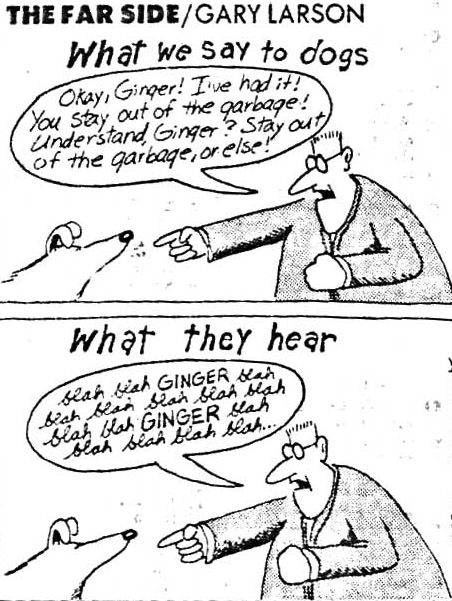 THE FAR SIDE/GARY LARSON
What we say to dogs
Okay, Ginger! I've had it!
You stay out of the garbage!
Understand, Ginger? Stay out
of the garbage, or else!
What they hear
blah blah GINGER blah
blah blah blah blah blah
blah blah GINGER blah
blah blah blah blah...